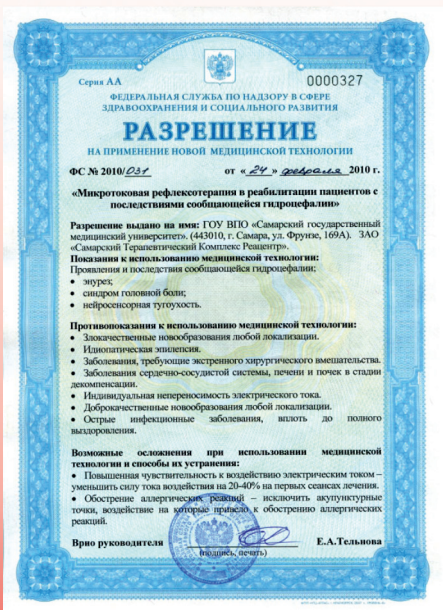 Серия АА 0000327
ФЕДЕРАЛЬНАЯ СЛУЖБА ПО НАДЗОРУ В СФЕРЕ
ЗДРАВООХРАНЕНИЯ И СОЦИАЛЬНОГО РАЗВИТИЯ
РАЗРЕШЕНИЕ
НА ПРИМЕНЕНИЕ НОВОЙ МЕДИЦИНСКОЙ ТЕХНОЛОГИИ
ФС № 2010/031 от «24» февраля 2010 г.
«Микротоковая рефлексотерапия в реабилитации пациентов с
последствиями сообщающейся гидроцефалии»
Разрешение выдано на имя: ГОУ ВПО «Самарский государственный
медицинский университет». (443010, г. Самара, ул. Фрунзе, 169А). ЗАО
«Самарский Терапевтический Комплекс Реацентр».
Показания к использованию медицинской технологии:
Проявления и последствия сообщающейся гидроцефалии:
• энурез;
• синдром головной боли;
• нейросенсорная тугоухость.
Противопоказания к использованию медицинской технологии:
• Злокачественные новообразования любой локализации.
• Идиопатическая эпилепсия.
• Заболевания, требующие экстренного хирургического вмешательства.
• Заболевания сердечно-сосудистой системы, печени и почек в стадии
декомпенсации.
• Индивидуальная непереносимость электрического тока.
• Доброкачественные новообразования любой локализации.
• Острые инфекционные заболевания, вплоть до полного
выздоровления.
Возможные осложнения при использовании медицинской
технологии и способы их устранения:
• Повышенная чувствительность к воздействию электрическим током –
уменьшить силу тока воздействия на 20-40% на первых сеансах лечения.
• Обострение аллергических реакций – исключить акупунктурные
точки, воздействие на которые привело к обострению аллергических
реакций.
Врио руководителя Е.А.Тельнова
(подпись, печать)